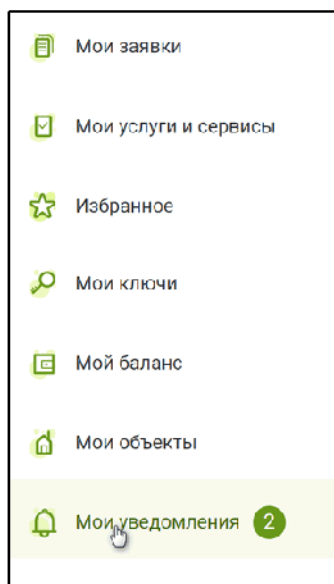 Мои заявки
Мои услуги и сервисы
Избранное
Мои ключи
Мой баланс
Мои объекты
Мои уведомления 2